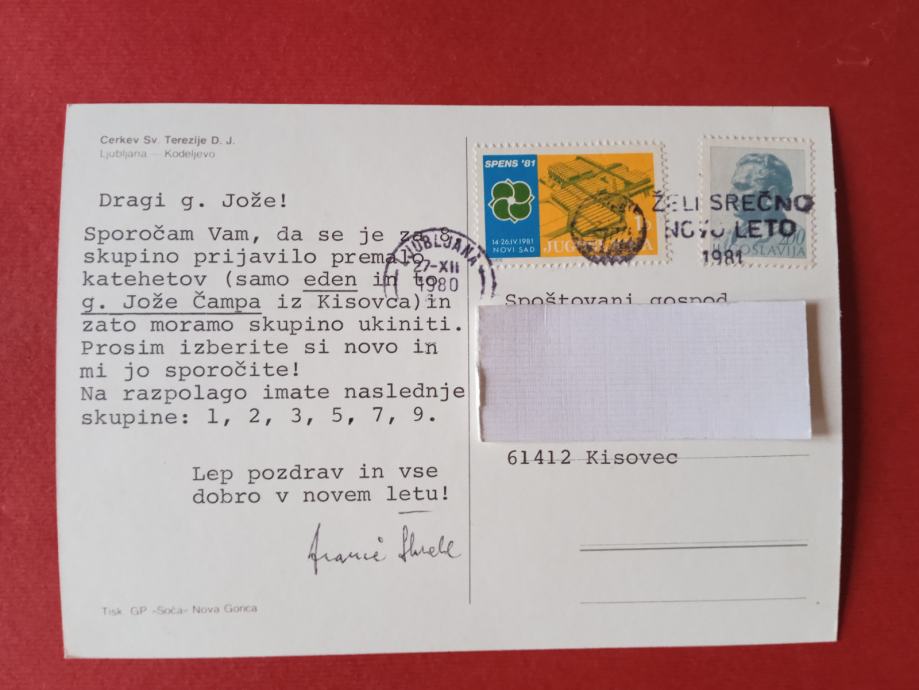 Cerkev Sv. Terezije D. J.
Ljubljana — Kodeljevo
Dragi g. Jože!
Sporočam Vam, da se je za 8.
skupino prijavilo premalo
katehetov (samo eden in to
g. Jože Čampa iz Kisovca)in
zato moramo skupino ukiniti.
Prosim izberite si novo in
mi jo sporočite!
Na razpolago imate naslednje
skupine: 1, 2, 3, 5, 7, 9.
Lep pozdrav in vse
dobro v novem letu!
Tisk GP »Soča« Nova Gorica
SPENS '81
14-26.IV.1981
NOVI SAD
JUGOSLAVIJA
JUGOSLAVIJA
LJUBLJANA
27-XII
1980
ŽELI SREČNO
NOVO LETO
1981
Spoštovani gospod
61412 Kisovec